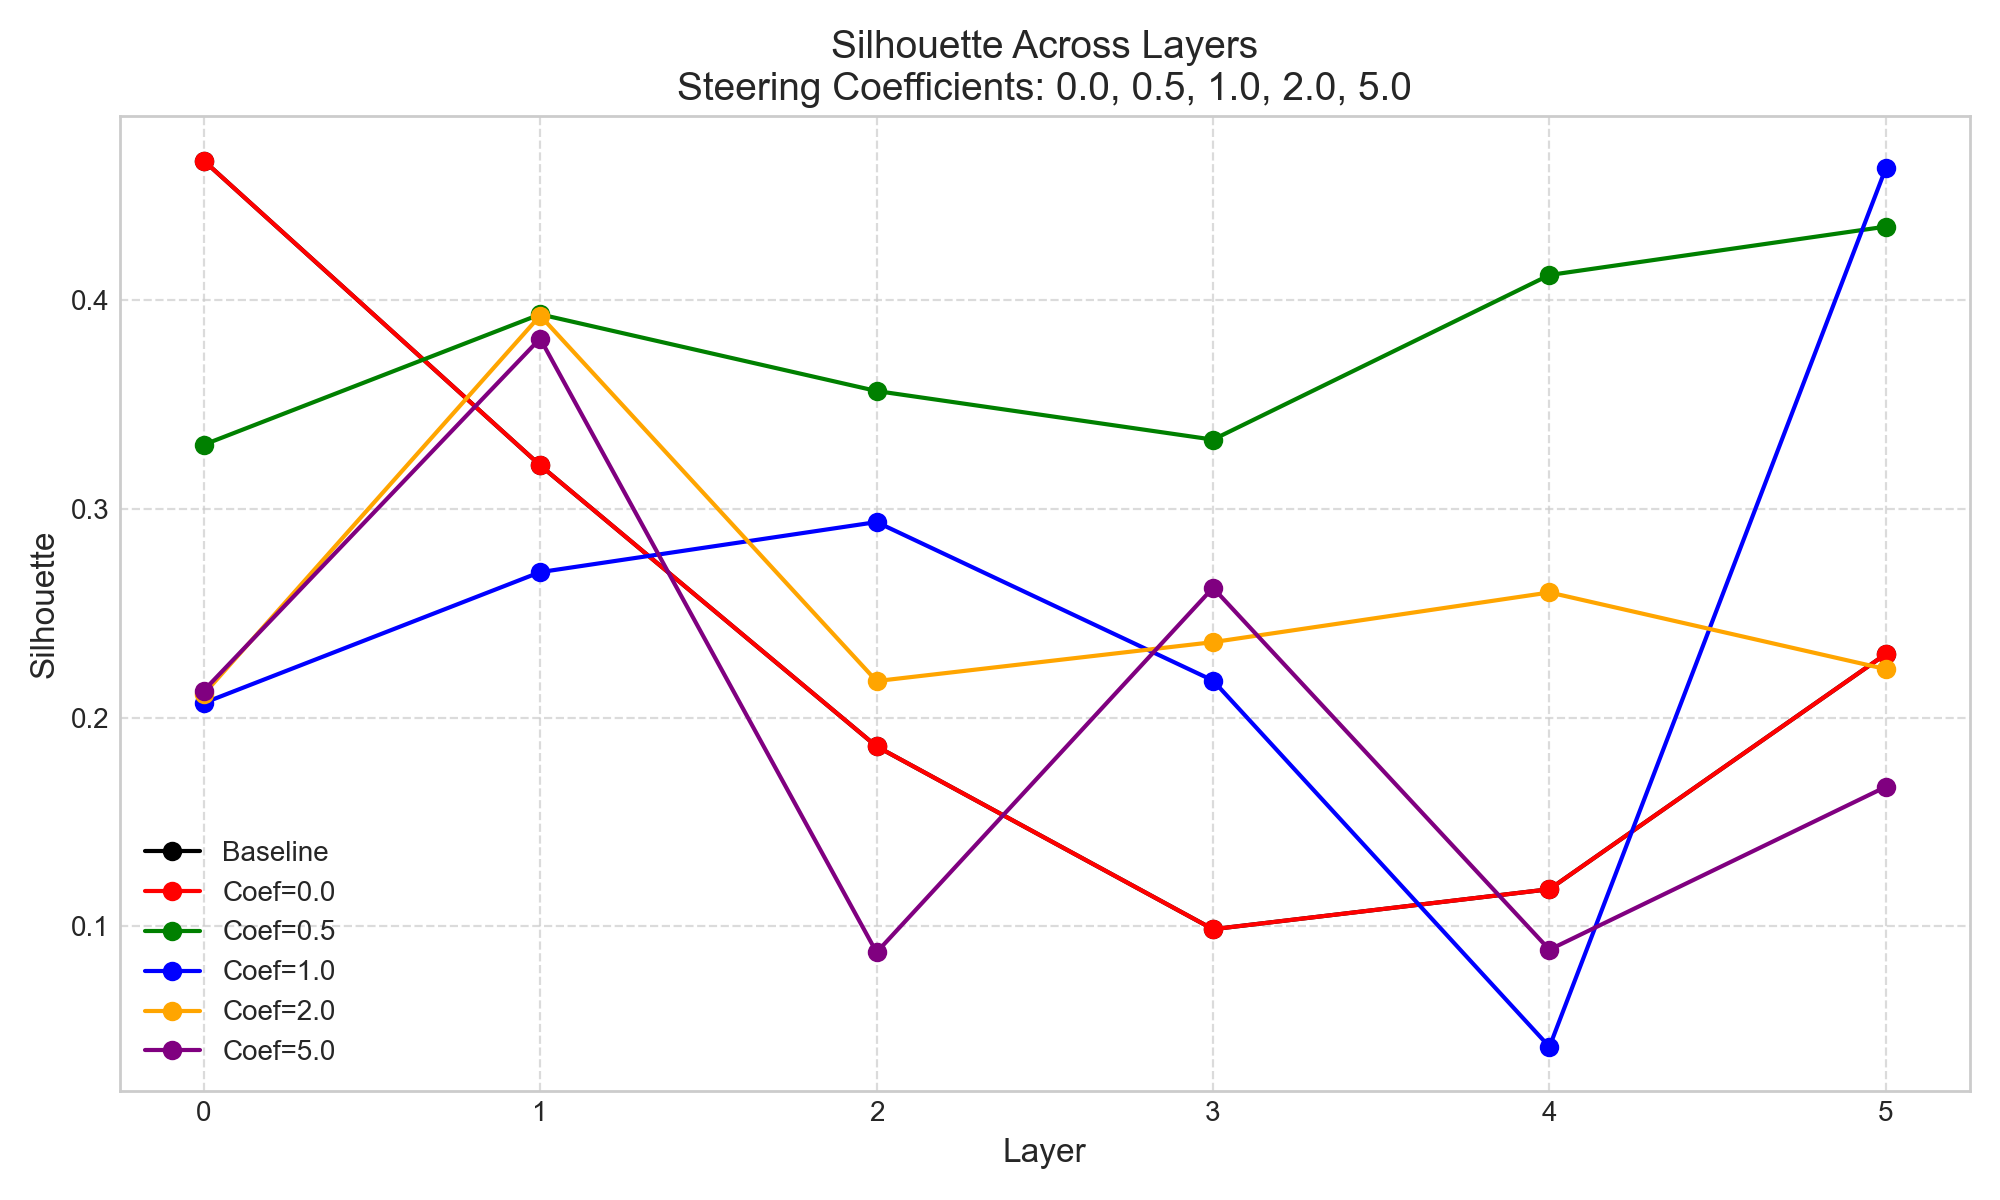 Silhouette Across Layers
Steering Coefficients: 0.0, 0.5, 1.0, 2.0, 5.0
Silhouette
0.4
0.3
0.2
0.1
Baseline
Coef=0.0
Coef=0.5
Coef=1.0
Coef=2.0
Coef=5.0
0 1 2 3 4 5
Layer